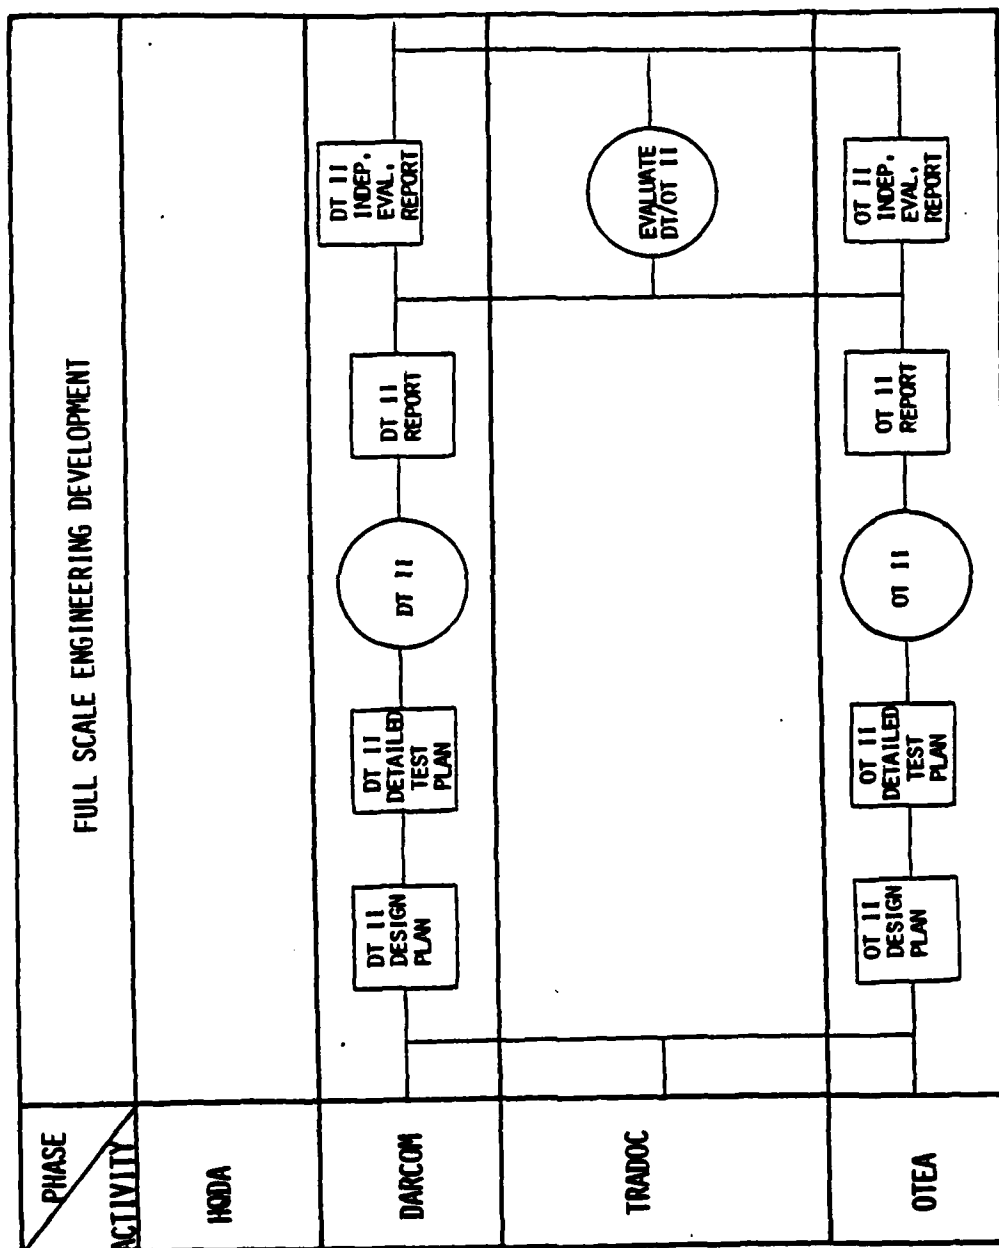 PHASE
ACTIVITY
FULL SCALE ENGINEERING DEVELOPMENT
HQDA
DARCOM
DT II
DESIGN
PLAN
DT II
DETAILED
TEST
PLAN
DT II
DT II
REPORT
DT II
INDEP.
EVAL.
REPORT
TRADOC
EVALUATE
DT/OT II
OTEA
OT II
DESIGN
PLAN
OT II
DETAILED
TEST
PLAN
OT II
OT II
REPORT
OT II
INDEP.
EVAL.
REPORT